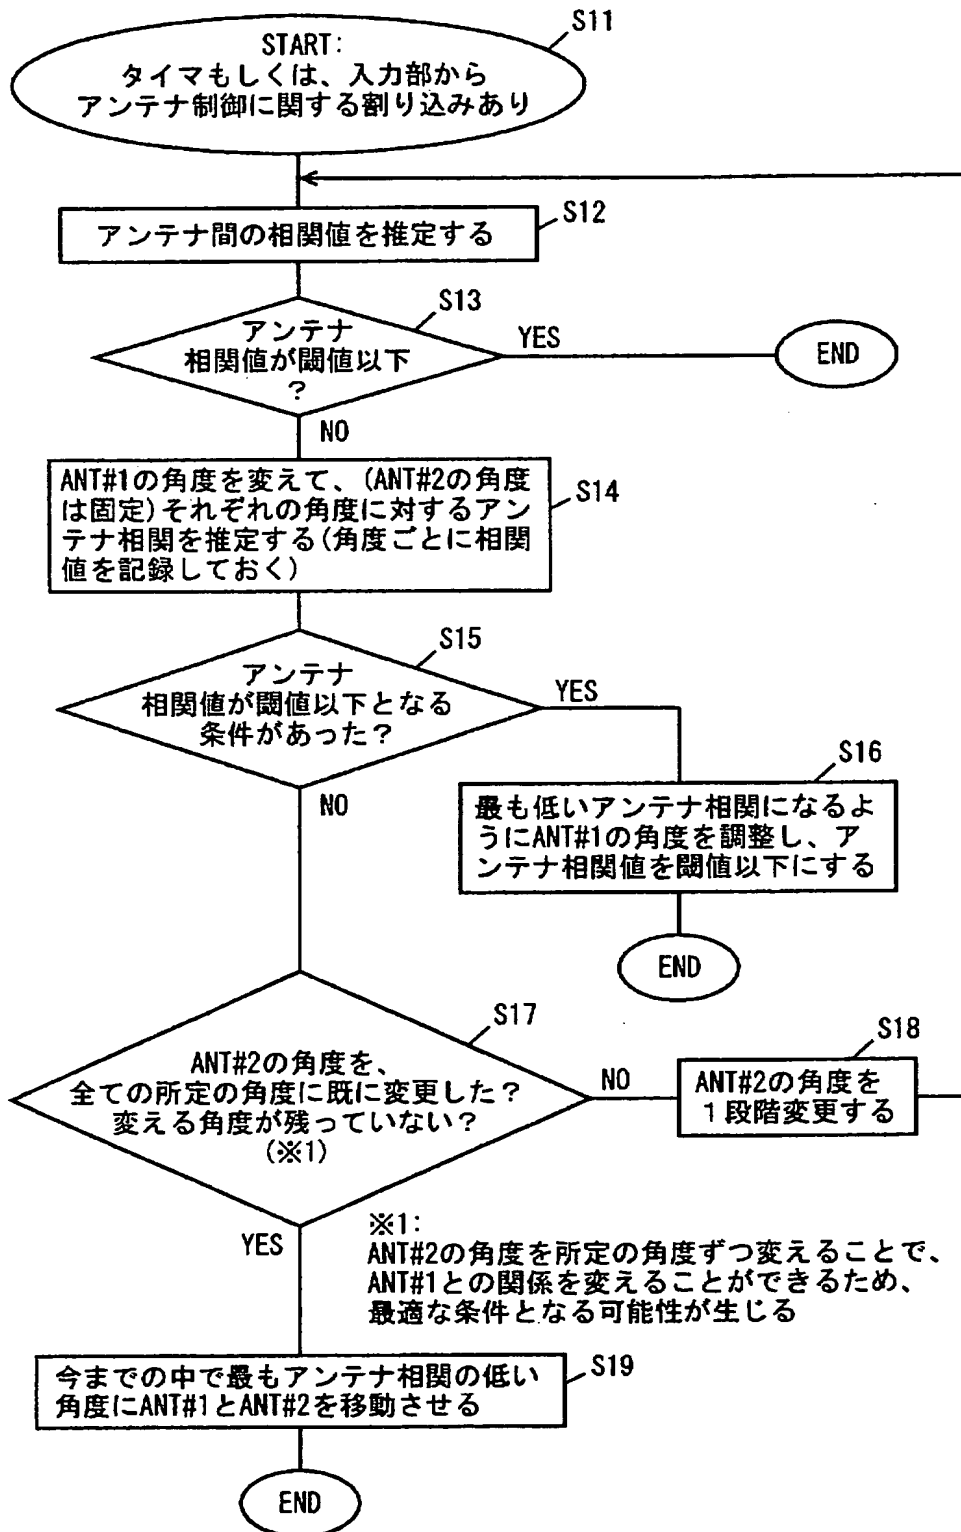 S11
START:
タイマもしくは、入力部から
アンテナ制御に関する割り込みあり
S12
アンテナ間の相関値を推定する
S13
アンテナ
相関値が閾値以下
?
YES
END
NO
ANT#1の角度を変えて、(ANT#2の角度
は固定)それぞれの角度に対するアン
テナ相関を推定する(角度ごとに相関
値を記録しておく)
S14
S15
アンテナ
相関値が閾値以下となる
条件があった?
YES
NO
S16
最も低いアンテナ相関になるよ
うにANT#1の角度を調整し、ア
ンテナ相関値を閾値以下にする
END
S17
ANT#2の角度を、
全ての所定の角度に既に変更した?
変える角度が残っていない?
(※1)
NO
S18
ANT#2の角度を
1段階変更する
YES
※1:
ANT#2の角度を所定の角度ずつ変えることで、
ANT#1との関係を変えることができるため、
最適な条件となる可能性が生じる
S19
今までの中で最もアンテナ相関の低い
角度にANT#1とANT#2を移動させる
END